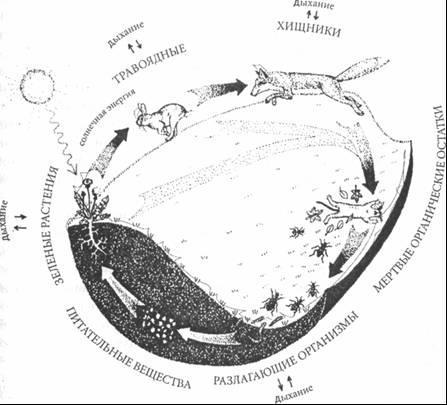 дыхание
ХИЩНИКИ
дыхание
ТРАВОЯДНЫЕ
солнечная энергия
дыхание
ЗЕЛЕНЫЕ РАСТЕНИЯ
МЕРТВЫЕ ОРГАНИЧЕСКИЕ ОСТАТКИ
ПИТАТЕЛЬНЫЕ ВЕЩЕСТВА
РАЗЛАГАЮЩИЕ ОРГАНИЗМЫ
дыхание